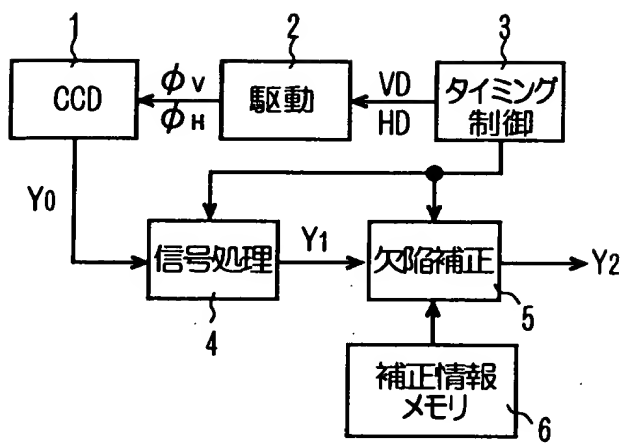 1
2
3
CCD
φV
φH
駆動
VD
HD
タイミング
制御
Y0
信号処理
Y1
欠陥補正
Y2
4
5
補正情報
メモリ
6